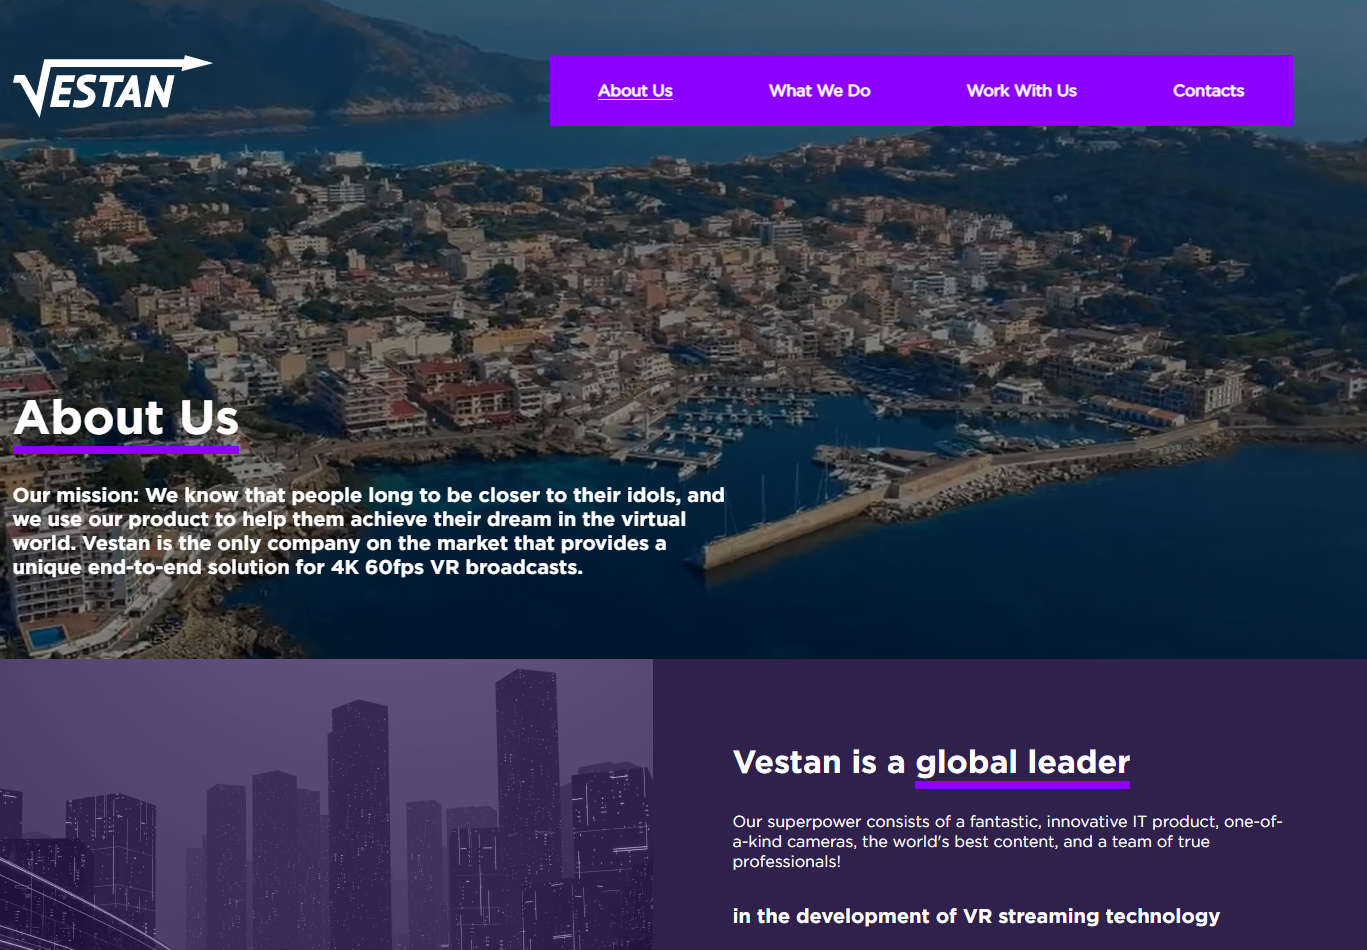 VESTAN
About Us
What We Do
Work With Us
Contacts
About Us
Our mission: We know that people long to be closer to their idols, and
we use our product to help them achieve their dream in the virtual
world. Vestan is the only company on the market that provides a
unique end-to-end solution for 4K 60fps VR broadcasts.
Vestan is a global leader
Our superpower consists of a fantastic, innovative IT product, one-of-
a-kind cameras, the world's best content, and a team of true
professionals!
in the development of VR streaming technology